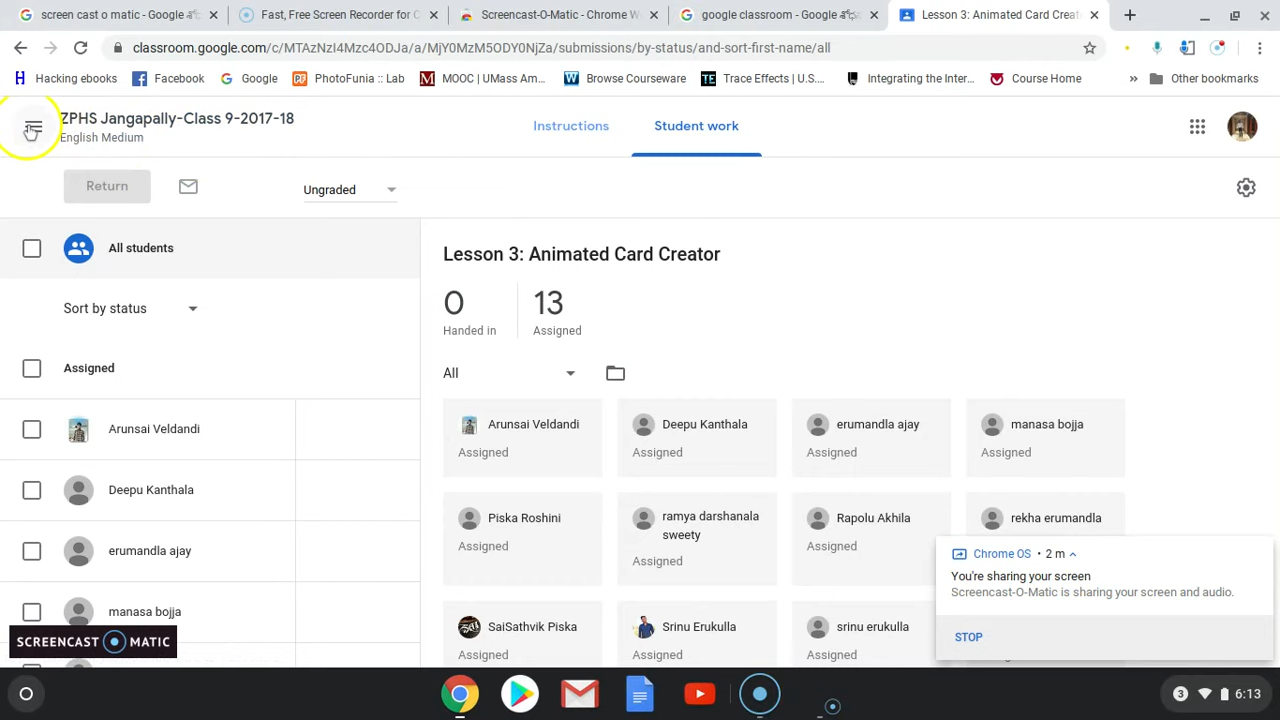 screen cast o matic - Google
Fast, Free Screen Recorder for C
Screencast-O-Matic - Chrome W
google classroom - Google
Lesson 3: Animated Card Creat
classroom.google.com/c/MTAzNzI4Mzc4ODJa/a/MjY0MzM5ODY0NjZa/submissions/by-status/and-sort-first-name/all
Hacking ebooks
Facebook
Google
PhotoFunia :: Lab
MOOC | UMass Am...
Browse Courseware
Trace Effects | U.S....
Integrating the Inter...
Course Home
»
Other bookmarks
ZPHS Jangapally-Class 9-2017-18
English Medium
Instructions
Student work
Return
Ungraded
All students
Sort by status
Assigned
Arunsai Veldandi
Deepu Kanthala
erumandla ajay
manasa bojja
Lesson 3: Animated Card Creator
0
Handed in
13
Assigned
All
Arunsai Veldandi
Assigned
Deepu Kanthala
Assigned
erumandla ajay
Assigned
manasa bojja
Assigned
Piska Roshini
Assigned
ramya darshanala
sweety
Assigned
Rapolu Akhila
Assigned
rekha erumandla
SaiSathvik Piska
Assigned
Srinu Erukulla
Assigned
srinu erukulla
Assigned
Chrome OS • 2 m
You're sharing your screen
Screencast-O-Matic is sharing your screen and audio.
STOP
SCREENCAST O MATIC
3
6:13